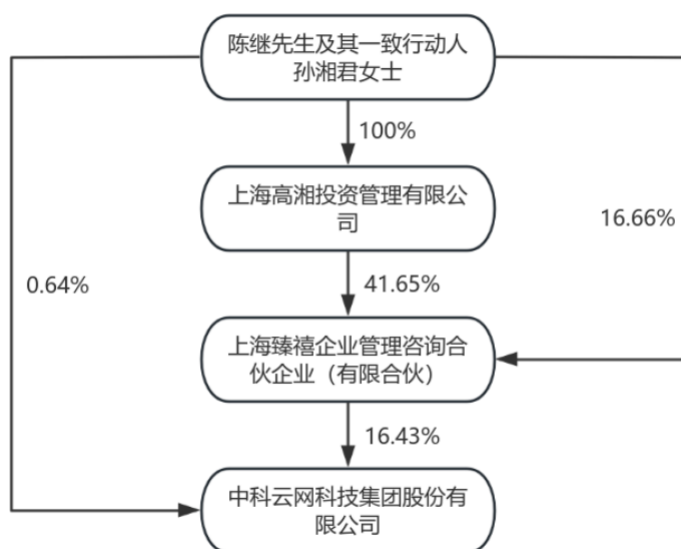 陈继先生及其一致行动人
孙湘君女士
100%
上海高湘投资管理有限公
司
16.66%
0.64%
41.65%
上海臻禧企业管理咨询合
伙企业（有限合伙）
16.43%
中科云网科技集团股份有
限公司